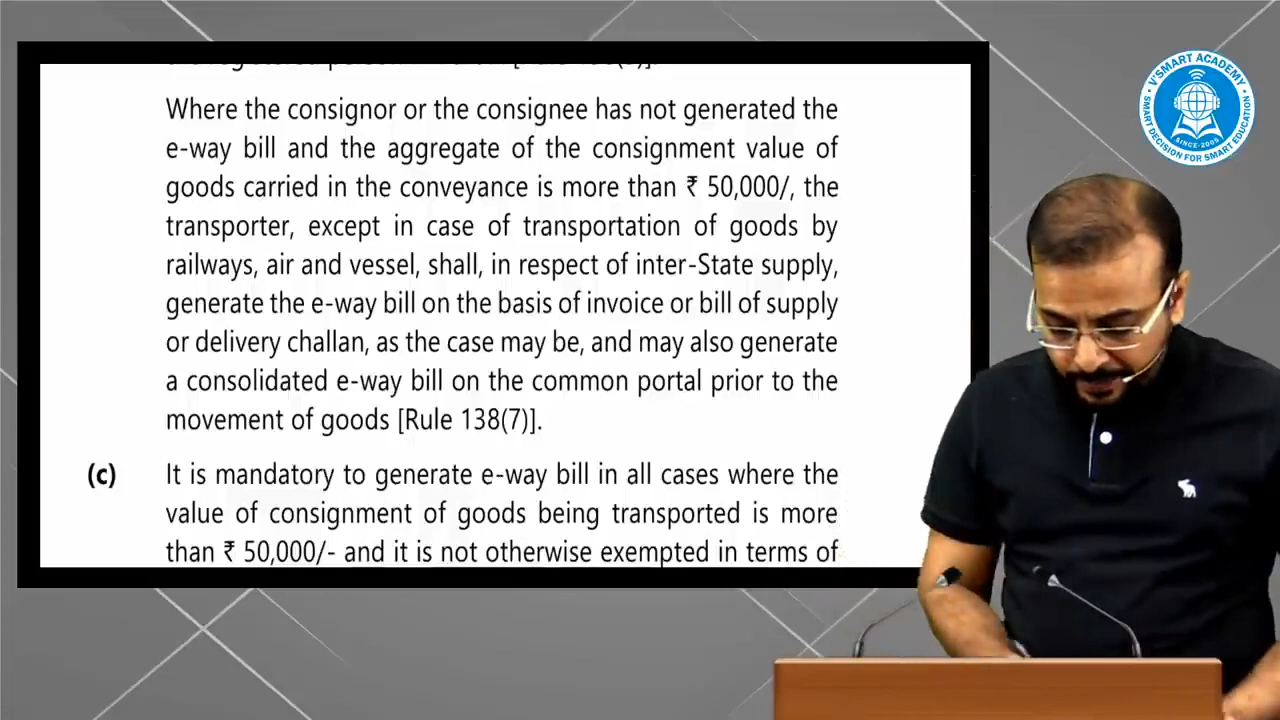 Where the consignor or the consignee has not generated the
e-way bill and the aggregate of the consignment value of
goods carried in the conveyance is more than ₹ 50,000/, the
transporter, except in case of transportation of goods by
railways, air and vessel, shall, in respect of inter-State supply,
generate the e-way bill on the basis of invoice or bill of supply
or delivery challan, as the case may be, and may also generate
a consolidated e-way bill on the common portal prior to the
movement of goods [Rule 138(7)].
(c) It is mandatory to generate e-way bill in all cases where the
value of consignment of goods being transported is more
than ₹ 50,000/- and it is not otherwise exempted in terms of
V'SMART ACADEMY
SMART DECISION FOR SMART EDUCATION
SINCE-2005